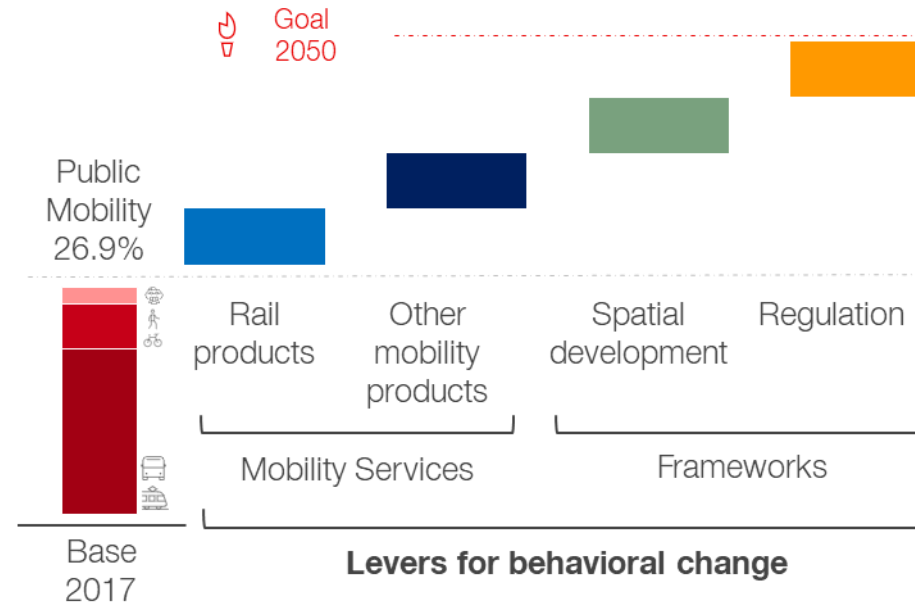 Goal
2050
Public
Mobility
26.9%
Rail
products
Other
mobility
products
Spatial
development
Regulation
Mobility Services
Frameworks
Base
2017
Levers for behavioral change